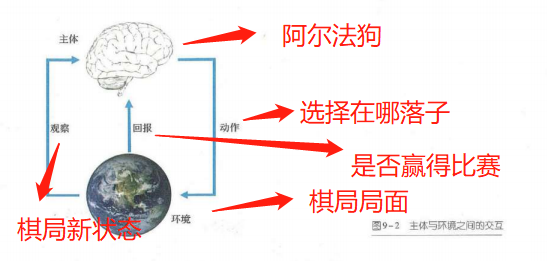 主体
阿尔法狗
观察
回报
动作
选择在哪落子
是否赢得比赛
棋局局面
环境
棋局新状态
图9-2 主体与环境之间的交互